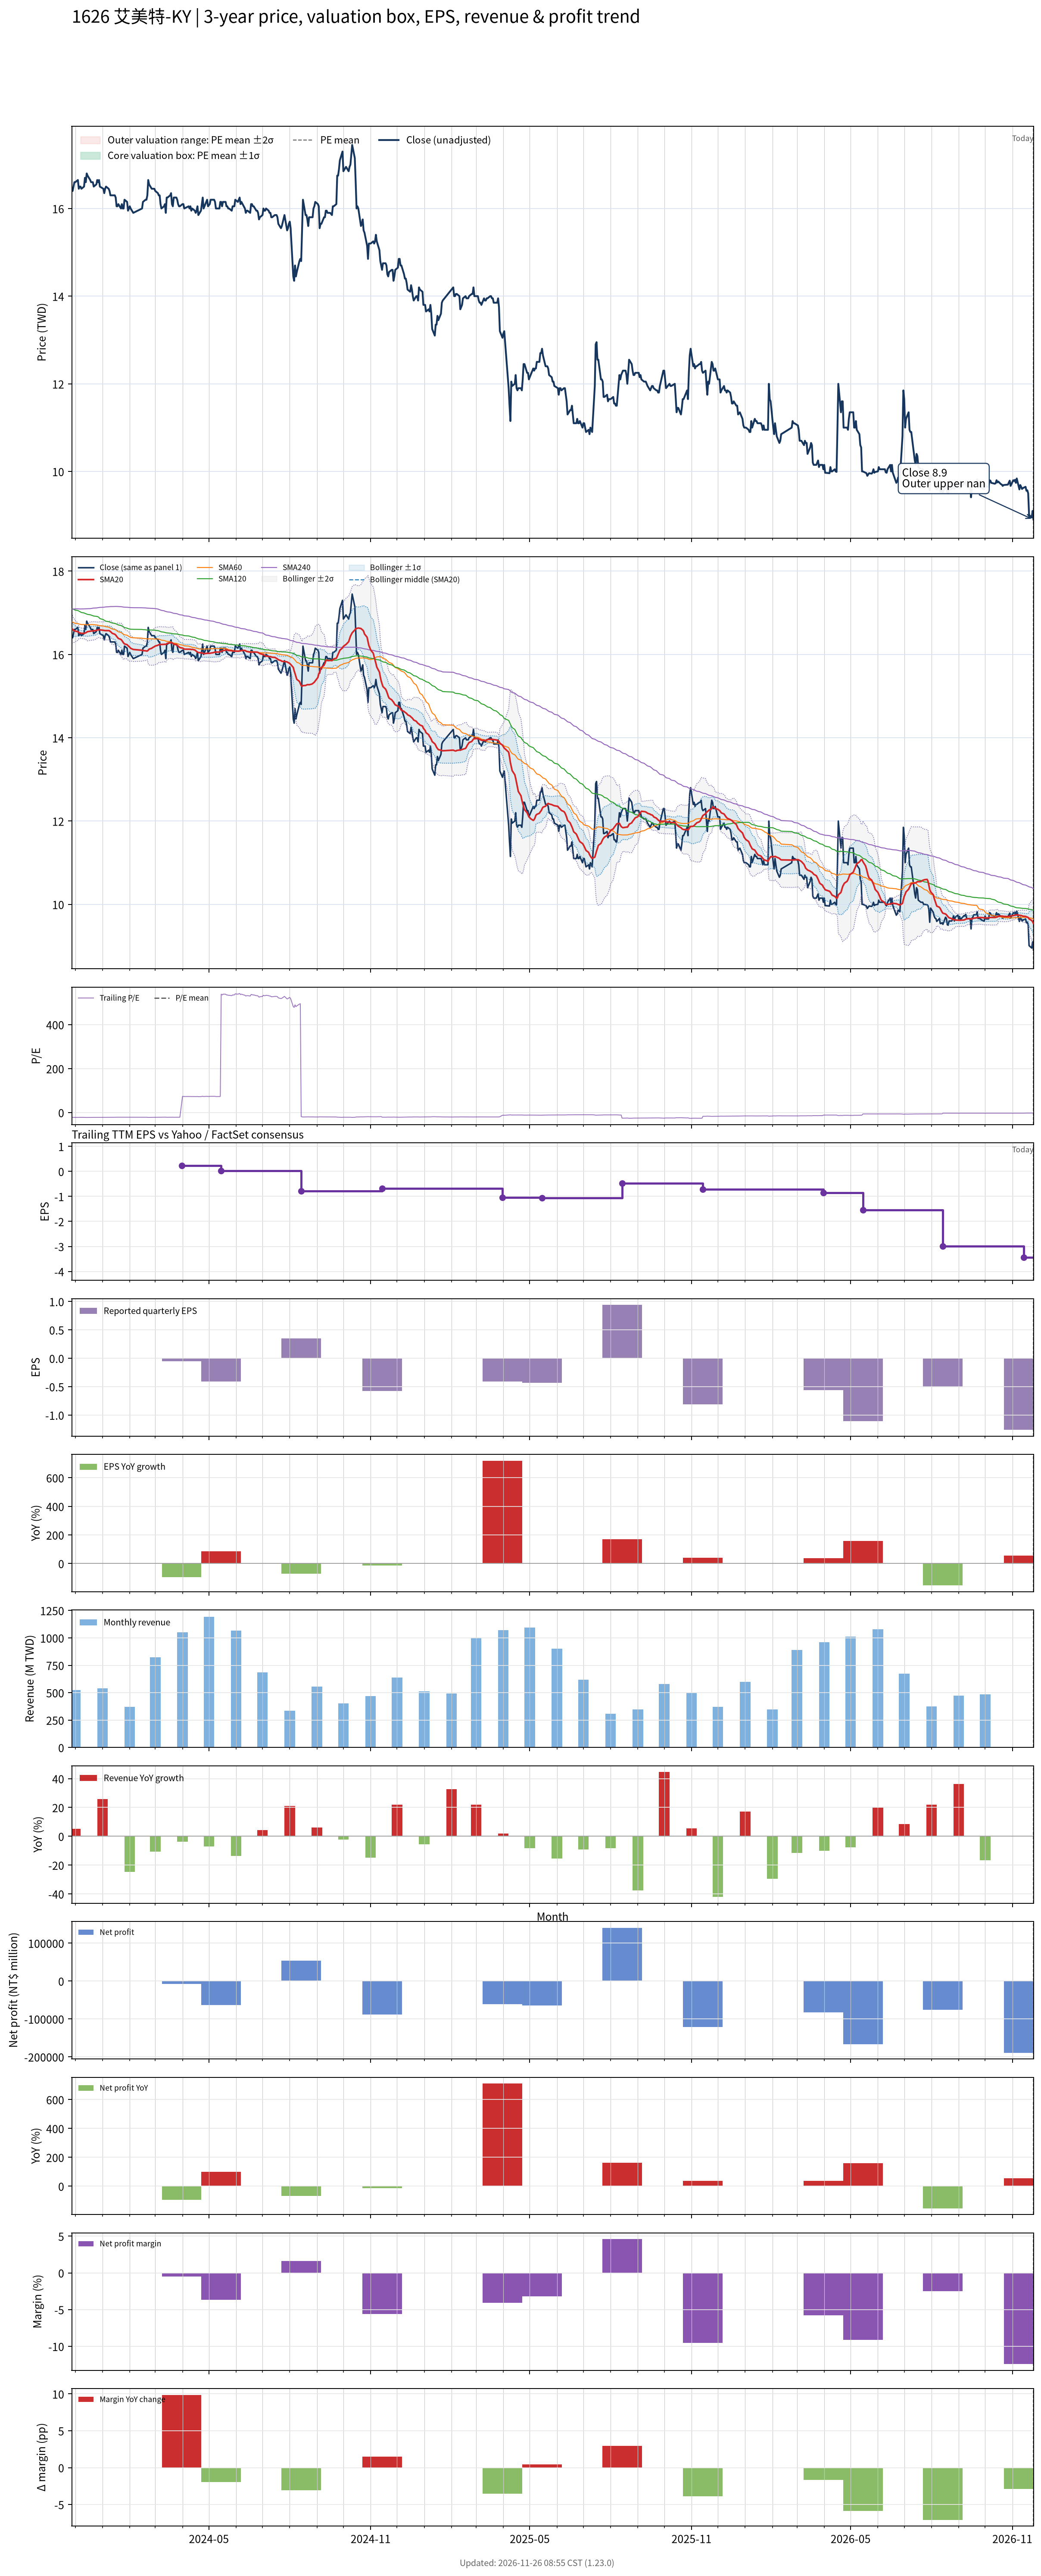 1626 艾美特-KY | 3-year price, valuation box, EPS, revenue & profit trend
Outer valuation range: PE mean ±2σ
PE mean
Close (unadjusted)
Core valuation box: PE mean ±1σ
Today
16
14
12
10
Price (TWD)
Close 8.9
Outer upper nan
Close (same as panel 1)
SMA60
SMA240
Bollinger ±1σ
SMA20
SMA120
Bollinger ±2σ
Bollinger middle (SMA20)
18
16
14
12
10
Price
Trailing P/E
P/E mean
400
200
0
P/E
Trailing TTM EPS vs Yahoo / FactSet consensus
Today
1
0
-1
-2
-3
-4
EPS
Reported quarterly EPS
1.0
0.5
0.0
-0.5
-1.0
EPS
EPS YoY growth
600
400
200
0
YoY (%)
Monthly revenue
1250
1000
750
500
250
0
Revenue (M TWD)
Revenue YoY growth
40
20
0
-20
-40
YoY (%)
Month
Net profit
100000
0
-100000
-200000
Net profit (NT$ million)
Net profit YoY
600
400
200
0
YoY (%)
Net profit margin
5
0
-5
-10
Margin (%)
Margin YoY change
10
5
0
-5
Δ margin (pp)
2024-05
2024-11
2025-05
2025-11
2026-05
2026-11
Updated: 2026-11-26 08:55 CST (1.23.0)